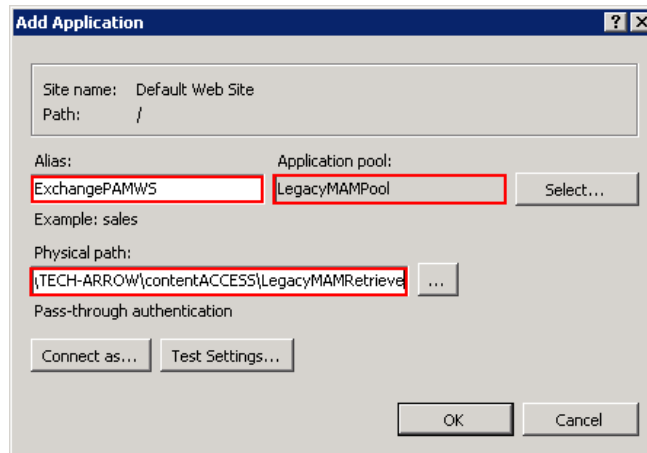 Add Application
Site name: Default Web Site
Path: /
Alias: Application pool:
ExchangePAMWS LegacyMAMPool Select...
Example: sales
Physical path:
\TECH-ARROW\contentACCESS\LegacyMAMRetrieve ...
Pass-through authentication
Connect as... Test Settings...
OK Cancel